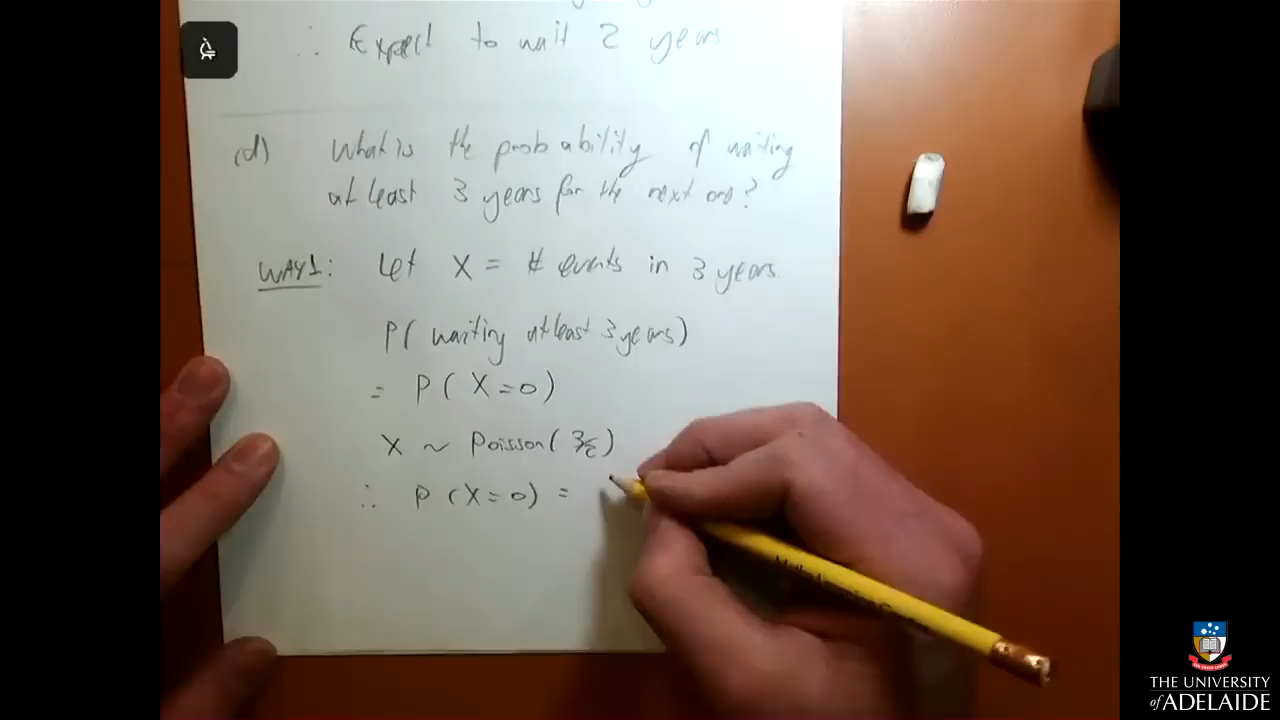 ∴ Expect to wait 2 years
(d) What is the probability of waiting
at least 3 years for the next one?
WAY1: Let X = # events in 3 years.
P( waiting at least 3 years)
= P( X=0)
X ~ Poisson( 3/2)
∴ P (X=0) =
THE UNIVERSITY
of ADELAIDE